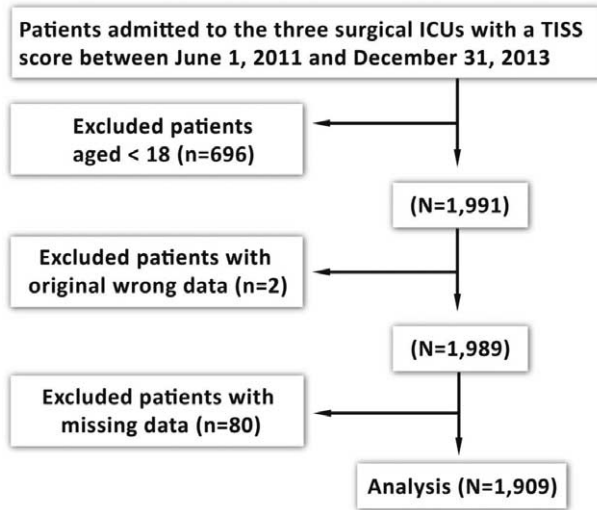 Patients admitted to the three surgical ICUs with a TISS
score between June 1, 2011 and December 31, 2013
Excluded patients
aged < 18 (n=696)
(N=1,991)
Excluded patients with
original wrong data (n=2)
(N=1,989)
Excluded patients with
missing data (n=80)
Analysis (N=1,909)